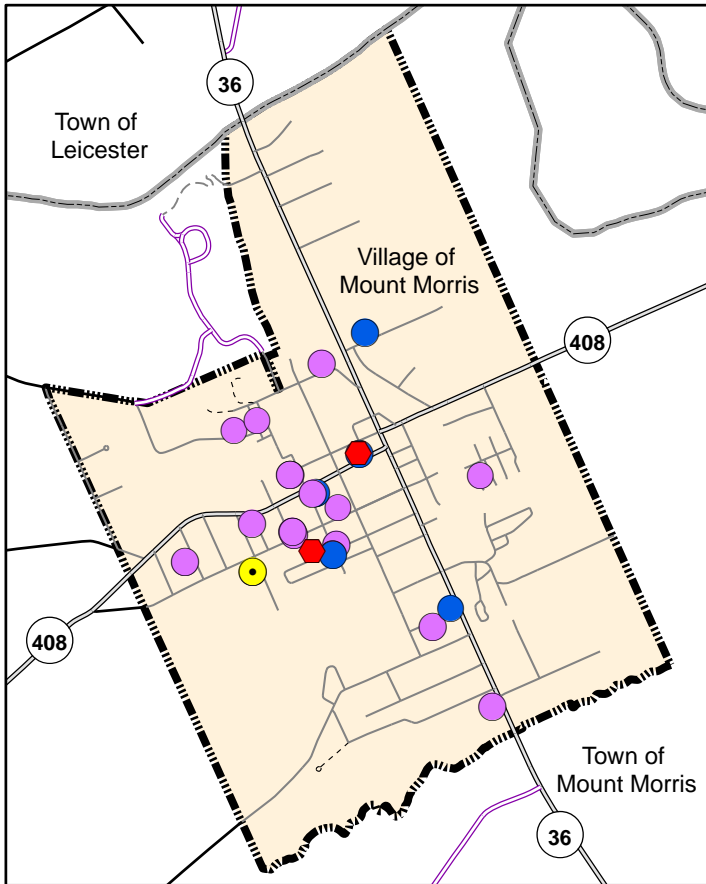 36
Town of
Leicester
Village of
Mount Morris
408
408
Town of
Mount Morris
36